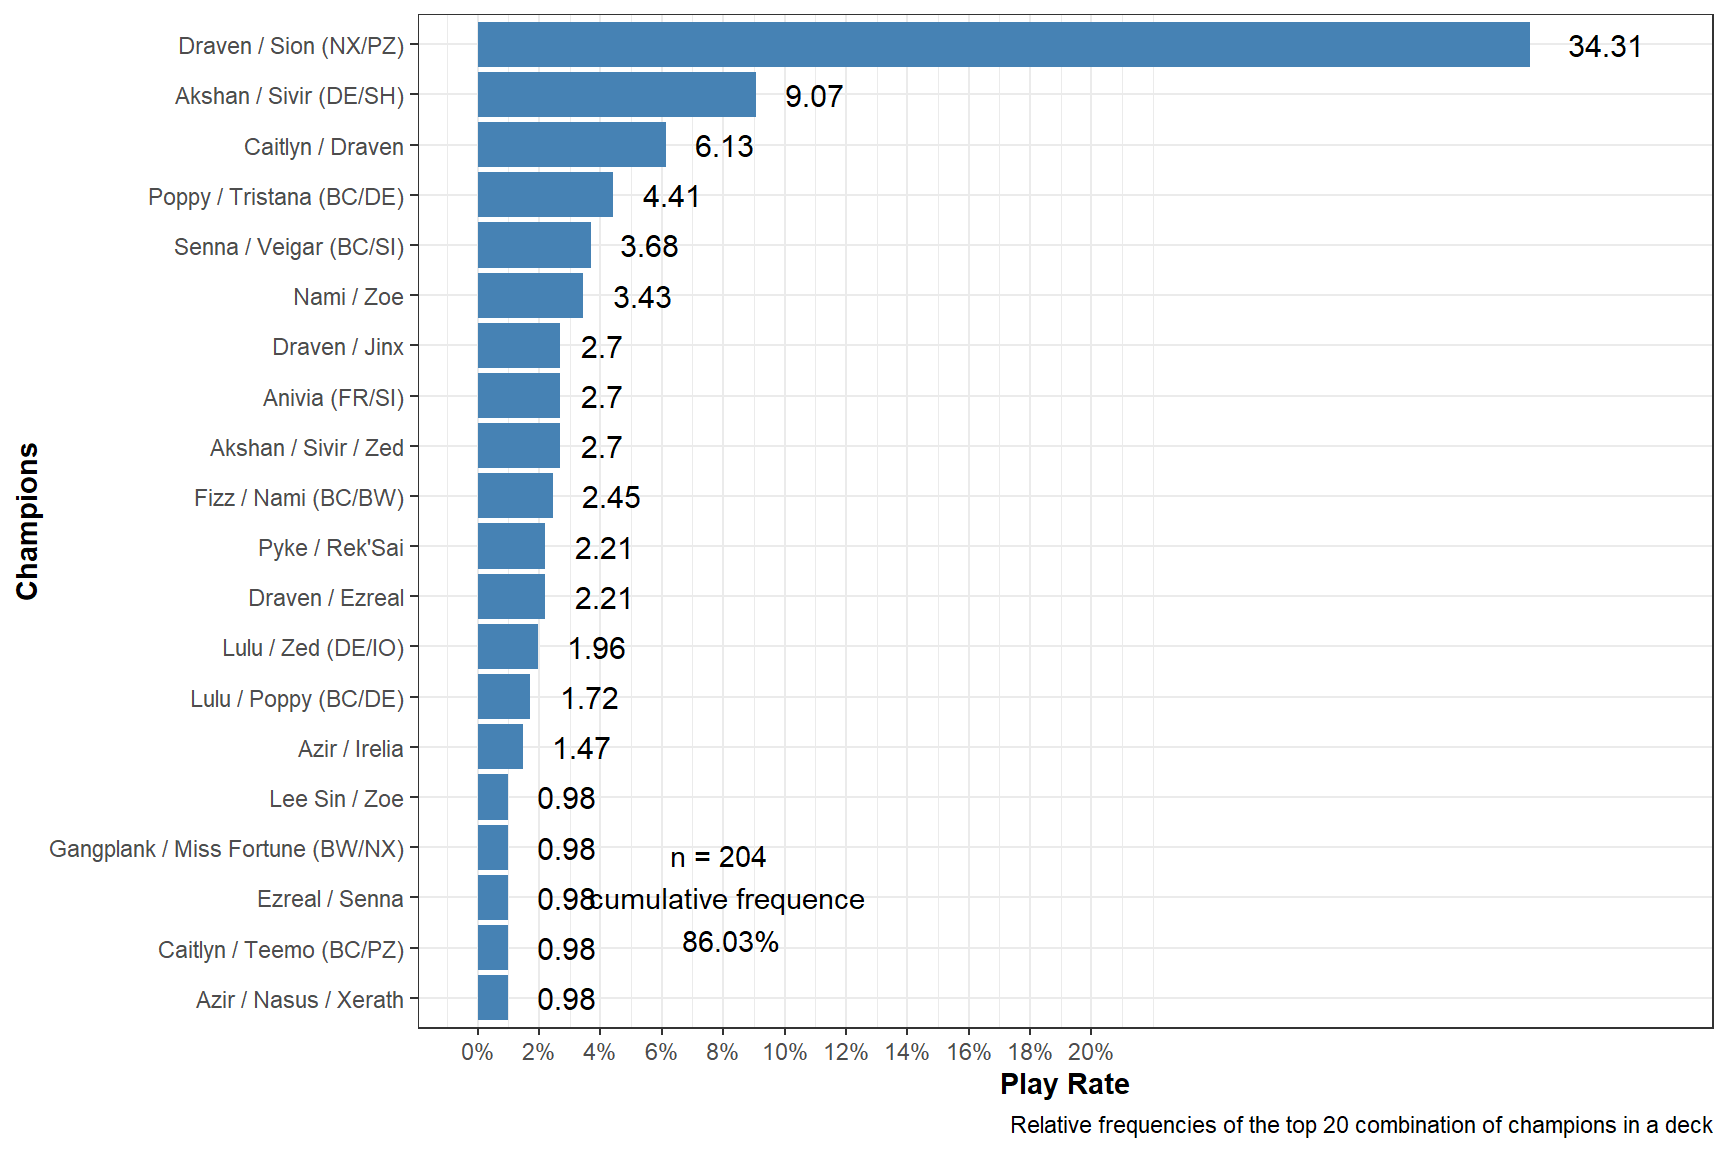 Champions
Draven / Sion (NX/PZ) 34.31
Akshan / Sivir (DE/SH) 9.07
Caitlyn / Draven 6.13
Poppy / Tristana (BC/DE) 4.41
Senna / Veigar (BC/SI) 3.68
Nami / Zoe 3.43
Draven / Jinx 2.7
Anivia (FR/SI) 2.7
Akshan / Sivir / Zed 2.7
Fizz / Nami (BC/BW) 2.45
Pyke / Rek'Sai 2.21
Draven / Ezreal 2.21
Lulu / Zed (DE/IO) 1.96
Lulu / Poppy (BC/DE) 1.72
Azir / Irelia 1.47
Lee Sin / Zoe 0.98
Gangplank / Miss Fortune (BW/NX) 0.98
Ezreal / Senna 0.98
Caitlyn / Teemo (BC/PZ) 0.98
Azir / Nasus / Xerath 0.98
n = 204
cumulative frequence
86.03%
0% 2% 4% 6% 8% 10% 12% 14% 16% 18% 20%
Play Rate
Relative frequencies of the top 20 combination of champions in a deck